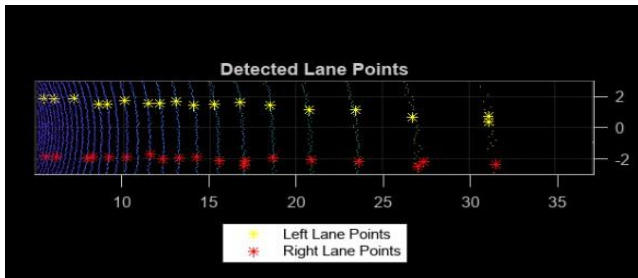 Detected Lane Points
2
0
-2
10 15 20 25 30 35
Left Lane Points
Right Lane Points